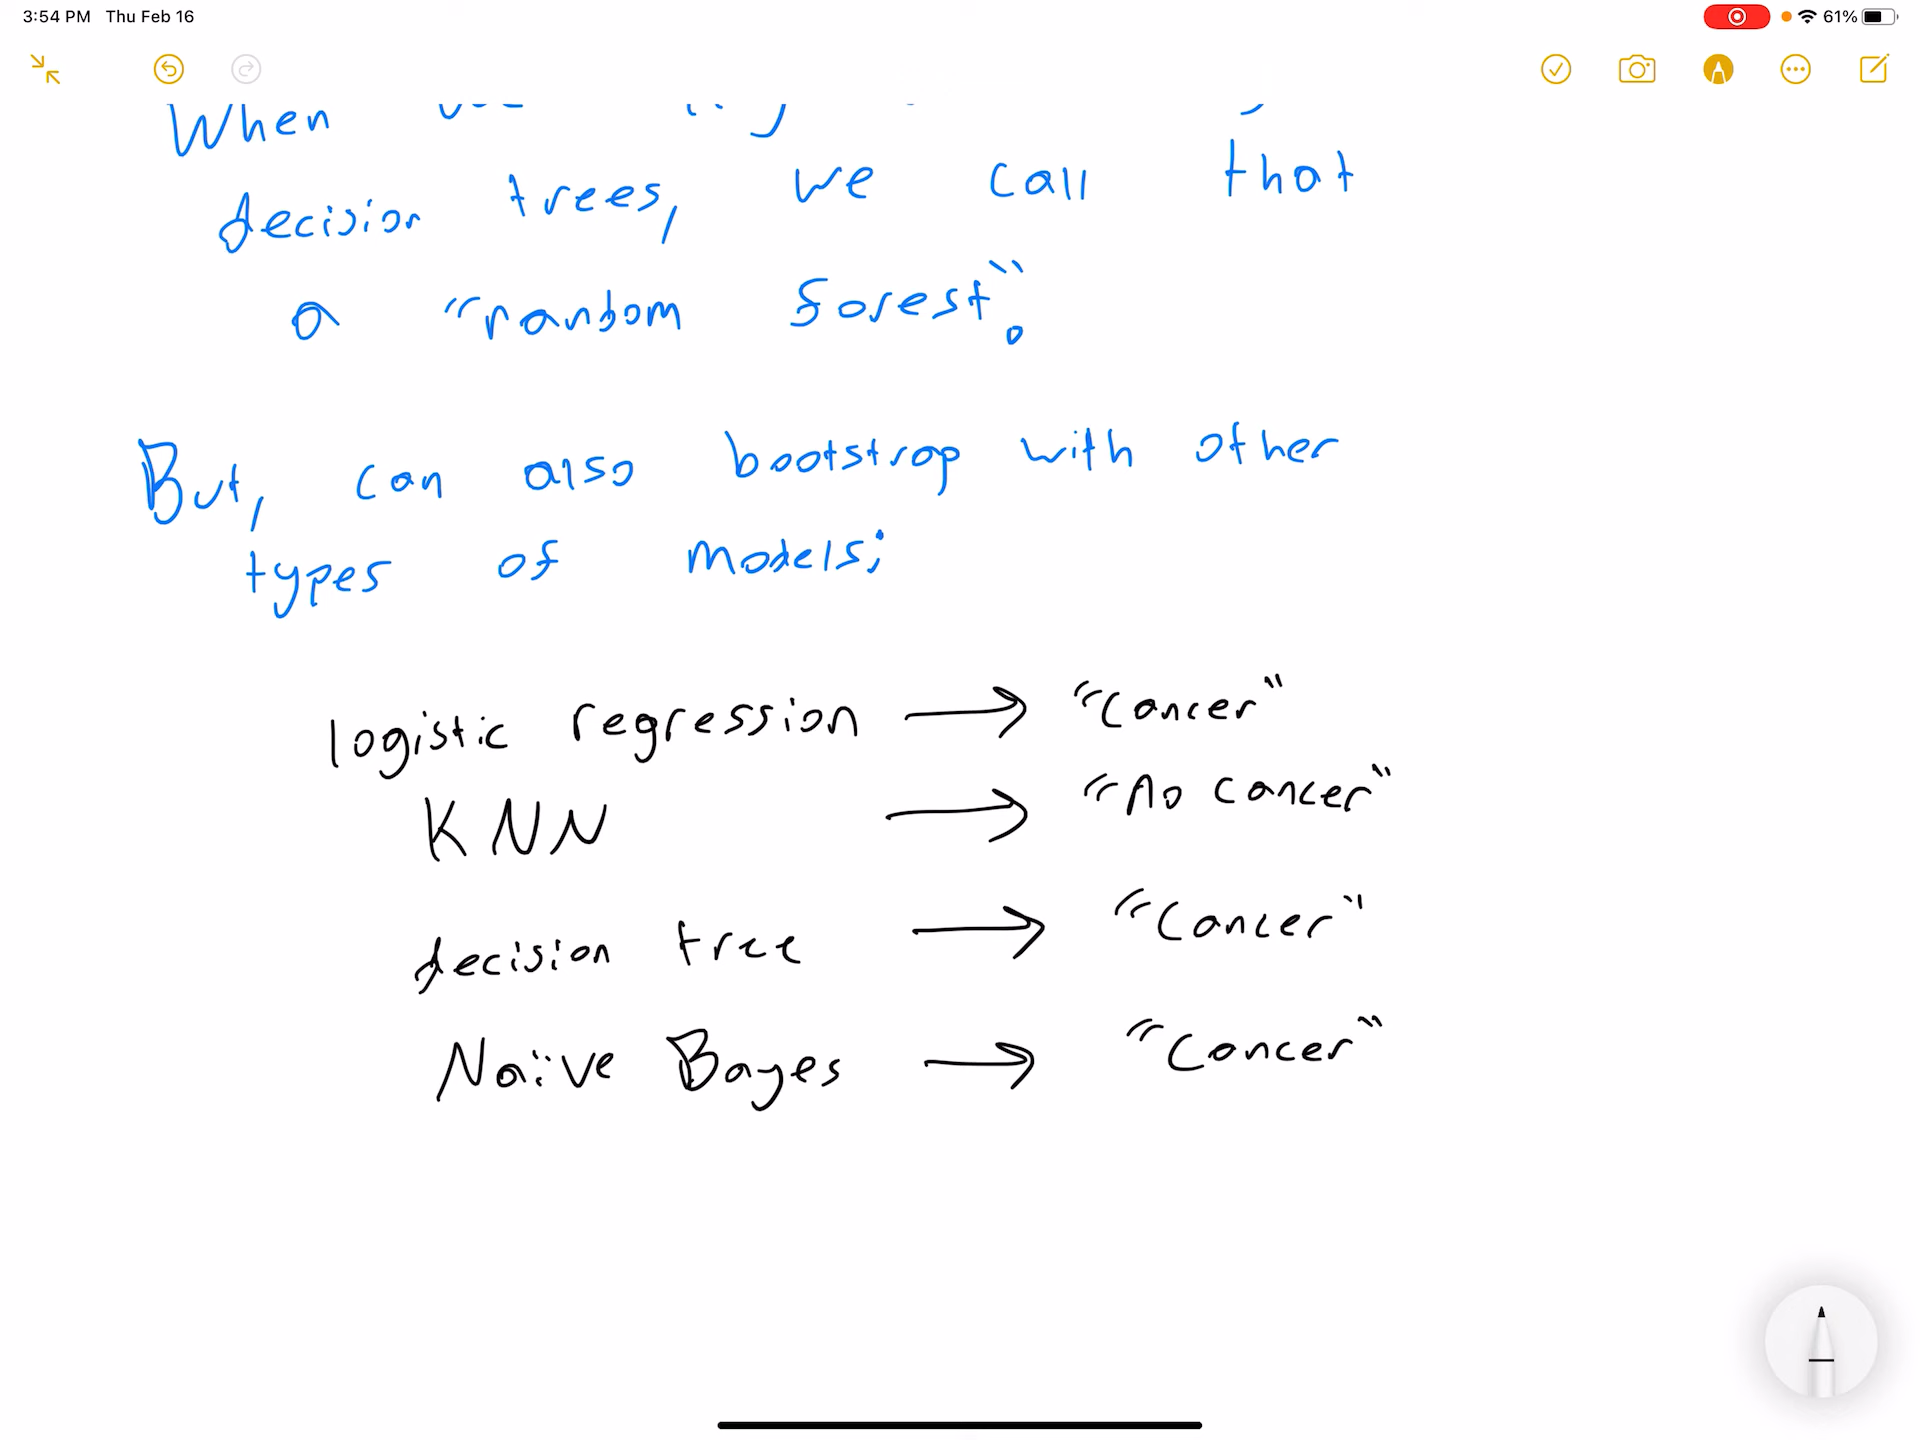 3:54 PM Thu Feb 16
61%
When
decision trees, we call that
a "random forest".
But, can also bootstrap with other
types of models:
logistic regression → "Cancer"
KNN → "No cancer"
decision tree → "Cancer"
Naïve Bayes → "Cancer"